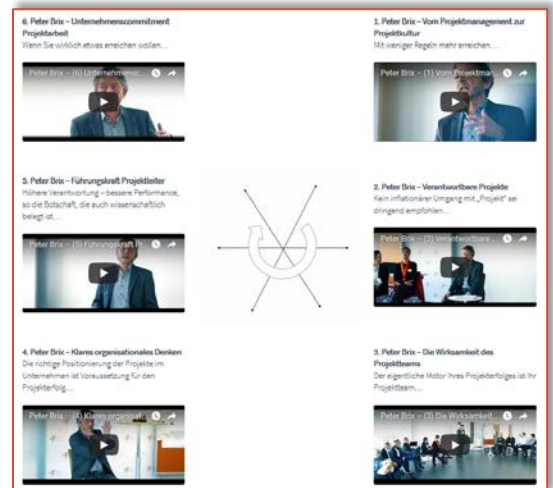 6. Peter Brix – Unternehmenscommitment
Projektarbeit
Wenn Sie wirklich etwas erreichen wollen…
Peter Brix – (6) Unternehmensc…
1. Peter Brix – Vom Projektmanagement zur
Projektkultur
Mit weniger Regeln mehr erreichen…
Peter Brix – (1) Vom Projektmar…
5. Peter Brix – Führungskraft Projektleiter
Höhere Verantwortung – bessere Performance,
so die Botschaft, die auch wissenschaftlich
belegt ist…
Peter Brix – (5) Führungskraft Pr…
2. Peter Brix – Verantwortbare Projekte
Kein inflationärer Umgang mit „Projekt“ sei
dringend empfohlen…
Peter Brix – (2) Verantwortbare…
4. Peter Brix – Klares organisationales Denken
Die richtige Positionierung der Projekte im
Unternehmen ist Voraussetzung für den
Projekterfolg…
Peter Brix – (4) Klares organisat…
3. Peter Brix – Die Wirksamkeit des
Projektteams
Der eigentliche Motor Ihres Projekterfolges ist Ihr
Projektteam…
Peter Brix – (3) Die Wirksamkeit…